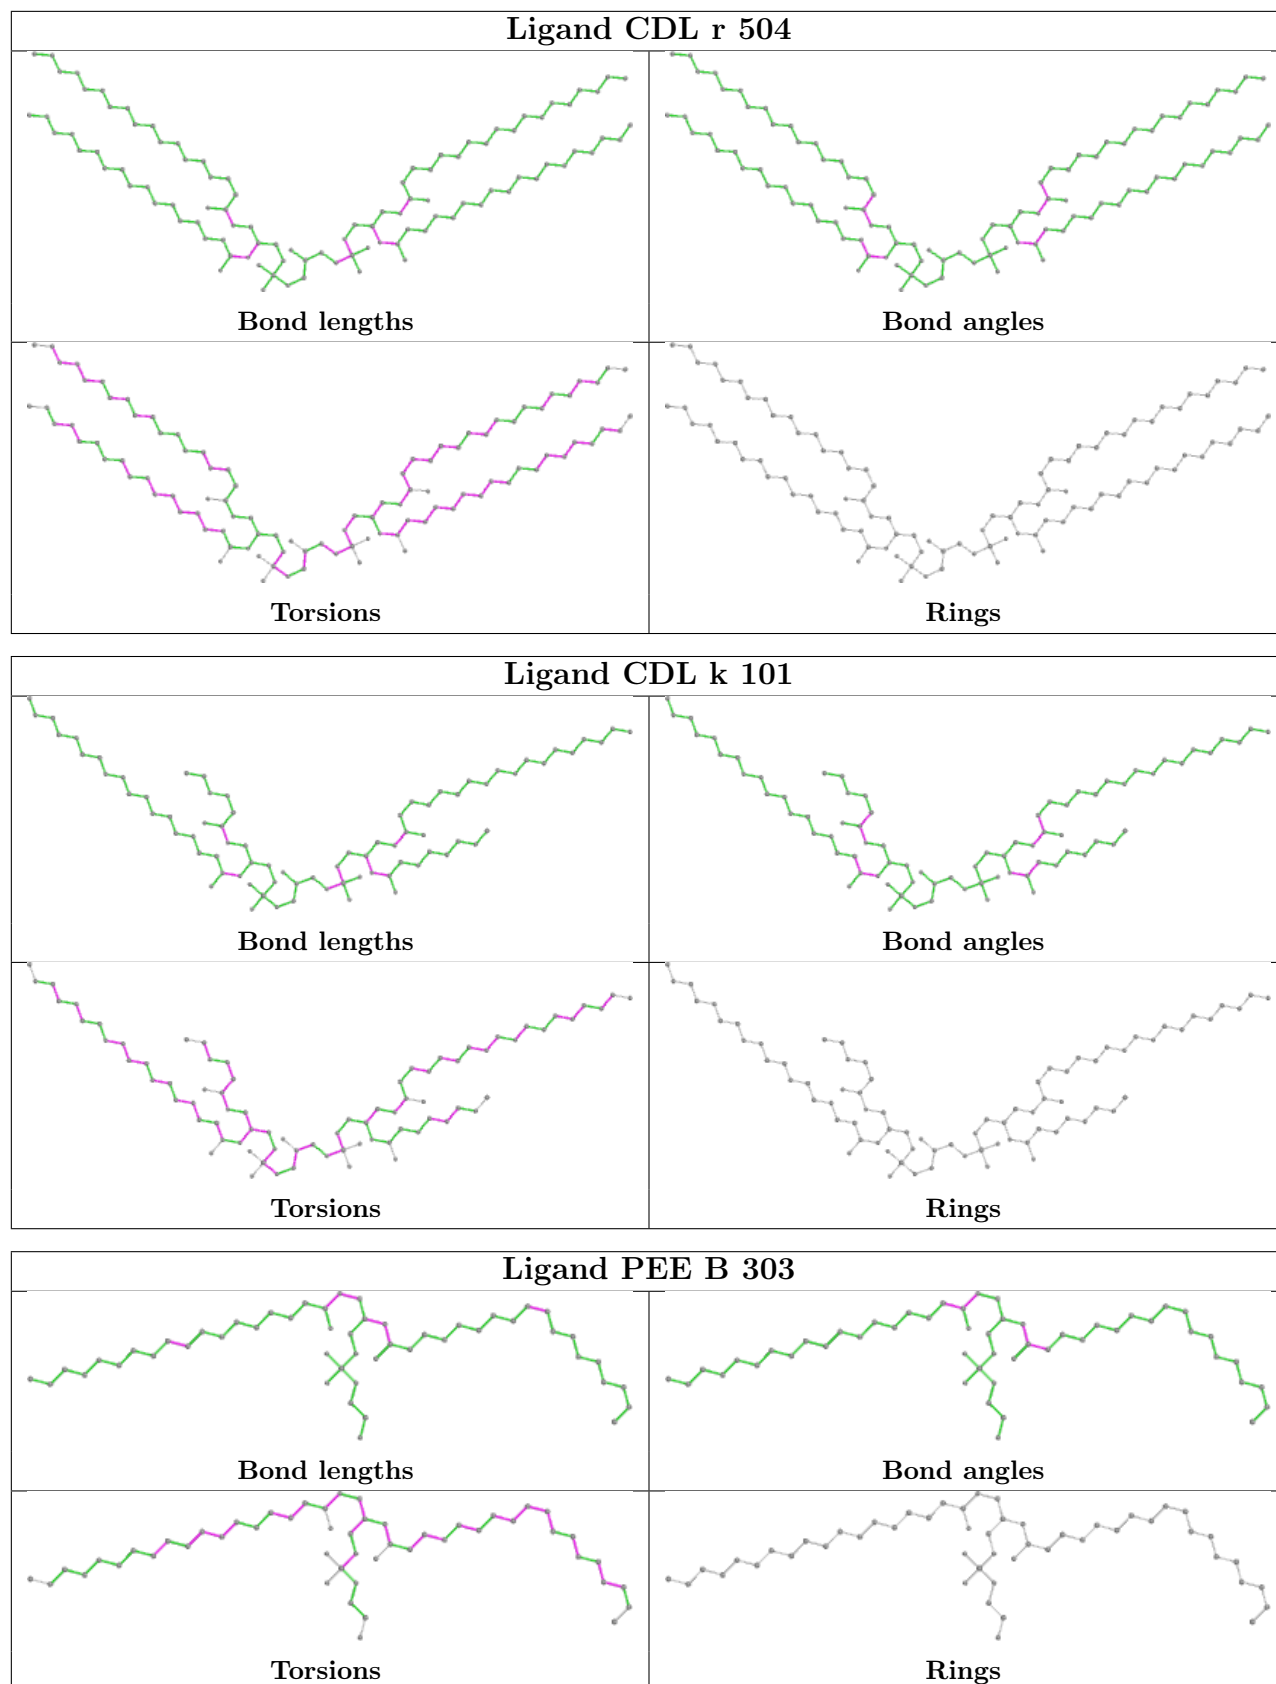 Ligand CDL r 504
Bond lengths
Bond angles
Torsions
Rings
Ligand CDL k 101
Bond lengths
Bond angles
Torsions
Rings
Ligand PEE B 303
Bond lengths
Bond angles
Torsions
Rings